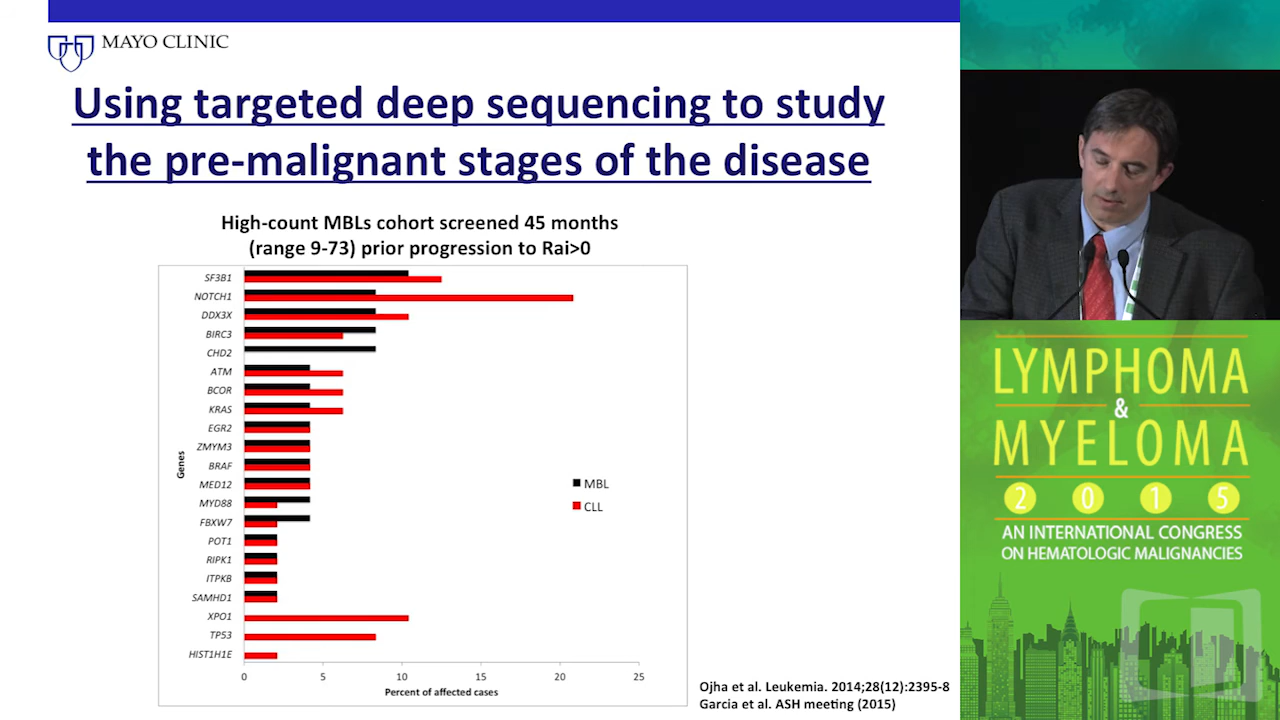 MAYO CLINIC
Using targeted deep sequencing to study
the pre-malignant stages of the disease
High-count MBLs cohort screened 45 months
(range 9-73) prior progression to Rai>0
SF3B1
NOTCH1
DDX3X
BIRC3
CHD2
ATM
BCOR
KRAS
EGR2
ZMYM3
BRAF
MED12
MYD88
FBXW7
POT1
RIPK1
ITPKB
SAMHD1
XPO1
TP53
HIST1H1E
Genes
MBL
CLL
0 5 10 15 20 25
Percent of affected cases
Ojha et al. Leukemia. 2014;28(12):2395-8
Garcia et al. ASH meeting (2015)
LYMPHOMA
&
MYELOMA
2 0 1 5
AN INTERNATIONAL CONGRESS
ON HEMATOLOGIC MALIGNANCIES